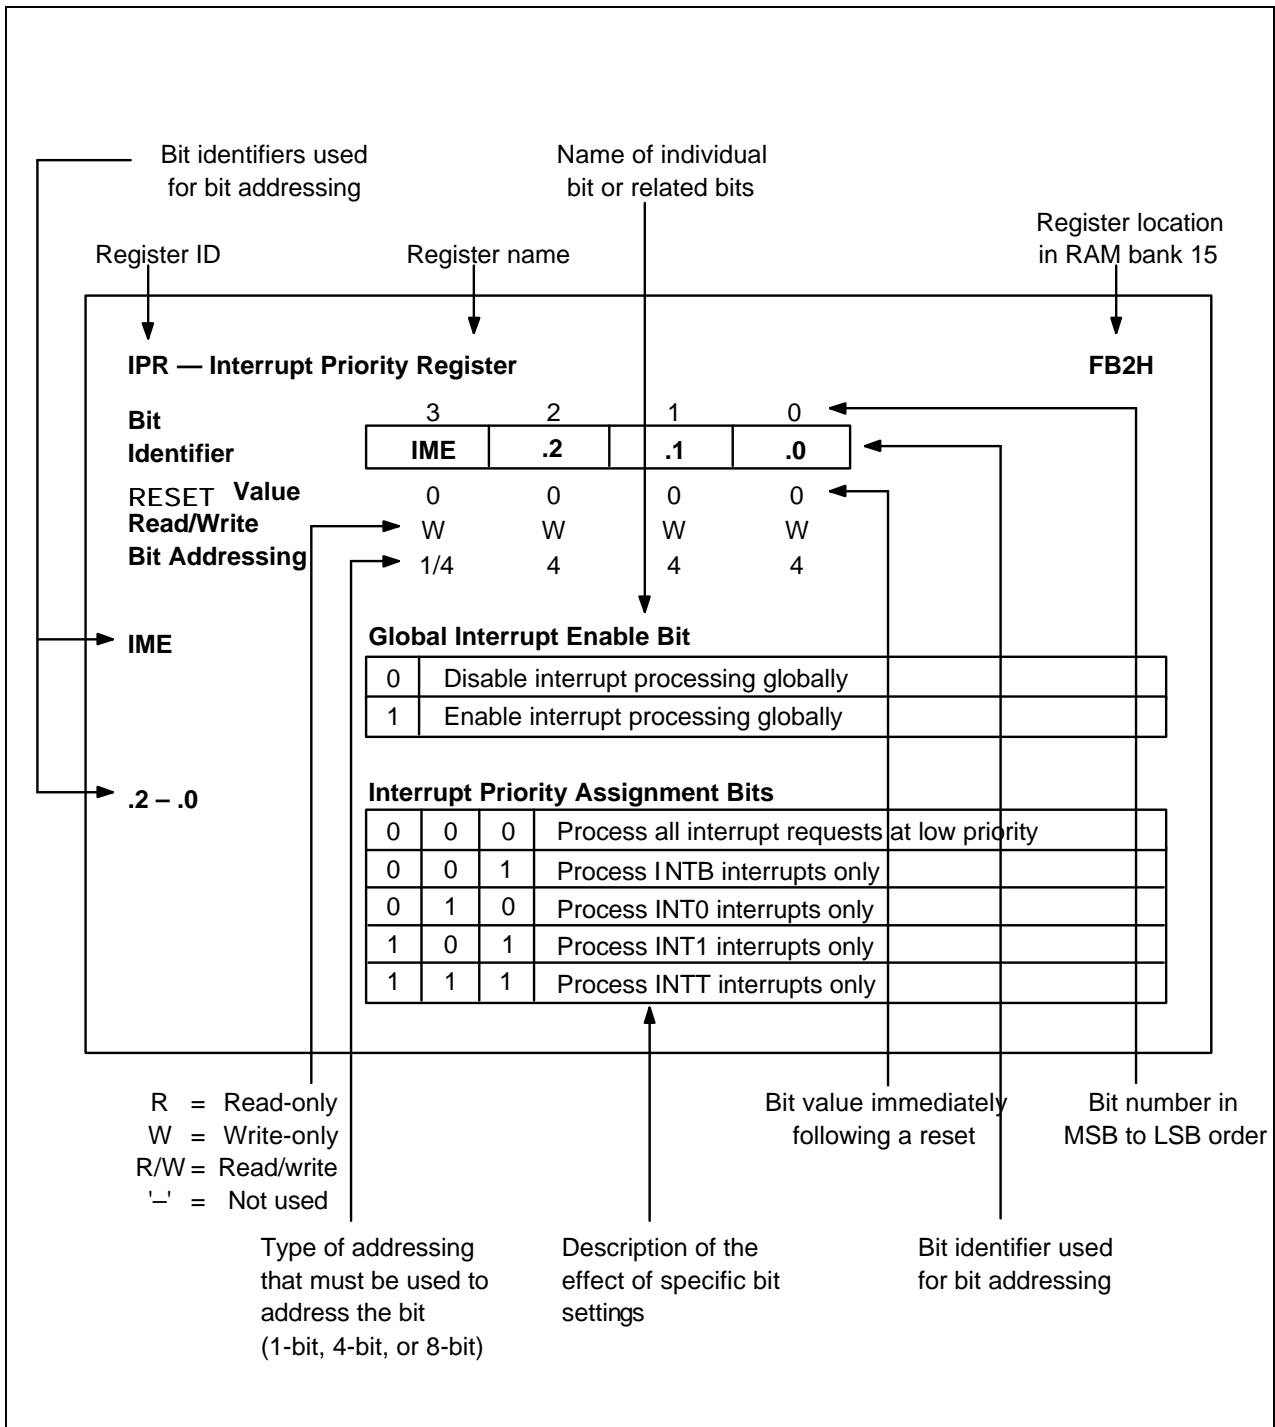 Bit identifiers used
for bit addressing
Name of individual
bit or related bits
Register location
in RAM bank 15
Register ID
Register name
IPR — Interrupt Priority Register FB2H
Bit 3 2 1 0
Identifier IME .2 .1 .0
RESET Value 0 0 0 0
Read/Write W W W W
Bit Addressing 1/4 4 4 4
IME Global Interrupt Enable Bit
0 Disable interrupt processing globally
1 Enable interrupt processing globally
.2 – .0 Interrupt Priority Assignment Bits
0 0 0 Process all interrupt requests at low priority
0 0 1 Process INTB interrupts only
0 1 0 Process INT0 interrupts only
1 0 1 Process INT1 interrupts only
1 1 1 Process INTT interrupts only
R = Read-only
W = Write-only
R/W = Read/write
'–' = Not used
Bit value immediately
following a reset
Bit number in
MSB to LSB order
Type of addressing
that must be used to
address the bit
(1-bit, 4-bit, or 8-bit)
Description of the
effect of specific bit
settings
Bit identifier used
for bit addressing